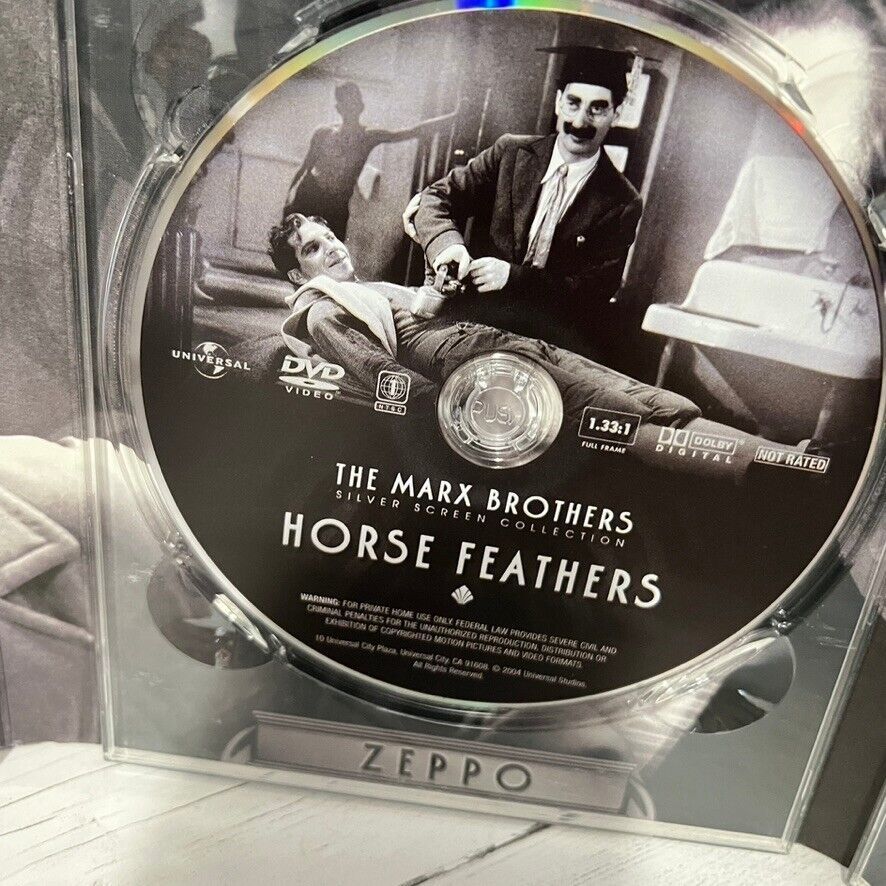 UNIVERSAL
DVD
VIDEO
1
NTSC
PUSH
1.33:1
FULL FRAME
DOLBY
DIGITAL
NOT RATED
THE MARX BROTHERS
SILVER SCREEN COLLECTION
HORSE FEATHERS
WARNING: FOR PRIVATE HOME USE ONLY FEDERAL LAW PROVIDES SEVERE CIVIL AND
CRIMINAL PENALTIES FOR THE UNAUTHORIZED REPRODUCTION, DISTRIBUTION OR
EXHIBITION OF COPYRIGHTED MOTION PICTURES AND VIDEO FORMATS.
10 Universal City Plaza, Universal City, CA 91608. © 2004 Universal Studios.
All Rights Reserved.
ZEPPO